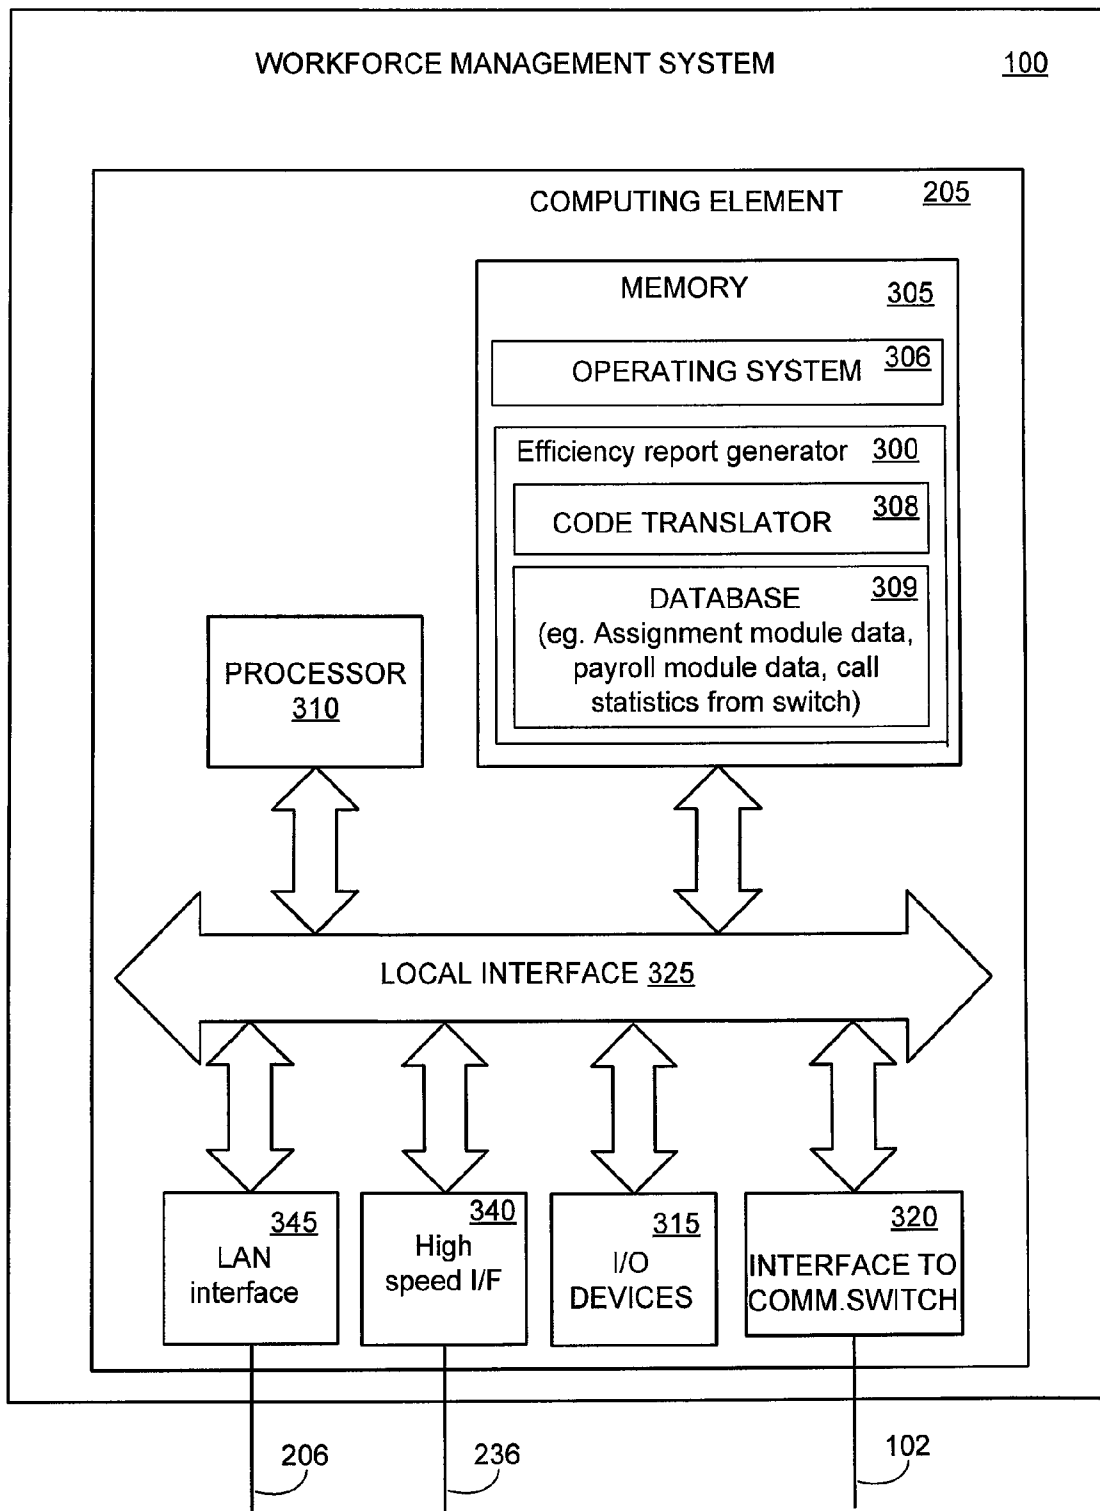 WORKFORCE MANAGEMENT SYSTEM 100
COMPUTING ELEMENT 205
MEMORY 305
OPERATING SYSTEM 306
Efficiency report generator 300
CODE TRANSLATOR 308
DATABASE 309
(eg. Assignment module data,
payroll module data, call
statistics from switch)
PROCESSOR
310
LOCAL INTERFACE 325
345
LAN
interface
340
High
speed I/F
315
I/O
DEVICES
320
INTERFACE TO
COMM.SWITCH
206
236
102